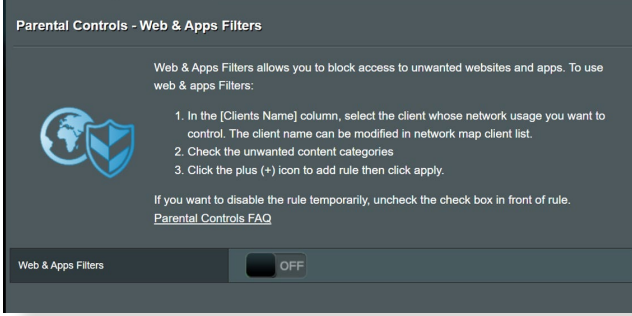 Parental Controls - Web & Apps Filters
Web & Apps Filters allows you to block access to unwanted websites and apps. To use
web & apps Filters:
1. In the [Clients Name] column, select the client whose network usage you want to
control. The client name can be modified in network map client list.
2. Check the unwanted content categories
3. Click the plus (+) icon to add rule then click apply.
If you want to disable the rule temporarily, uncheck the check box in front of rule.
Parental Controls FAQ
Web & Apps Filters OFF